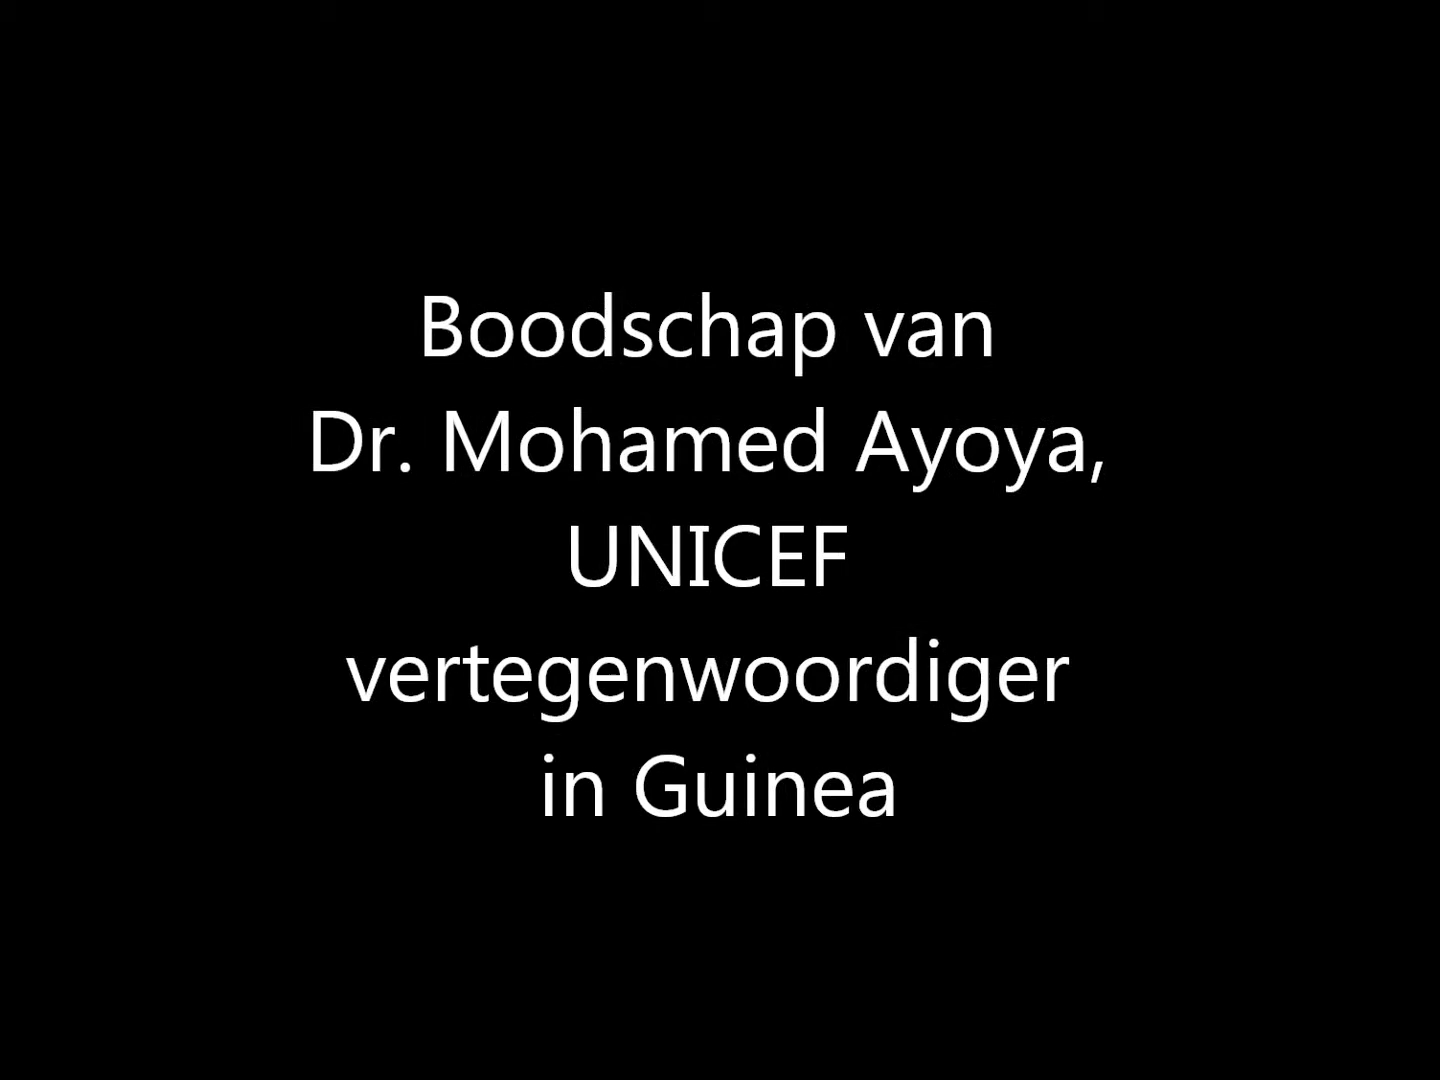 Boodschap van
Dr. Mohamed Ayoya,
UNICEF
vertegenwoordiger
in Guinea